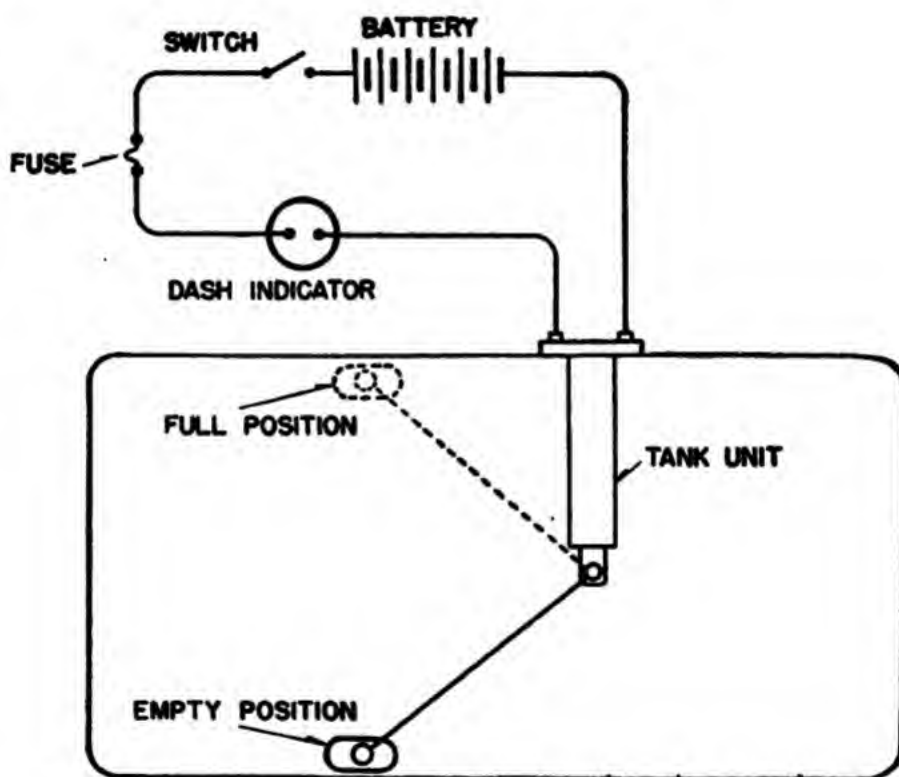 SWITCH
BATTERY
FUSE
DASH INDICATOR
FULL POSITION
TANK UNIT
EMPTY POSITION